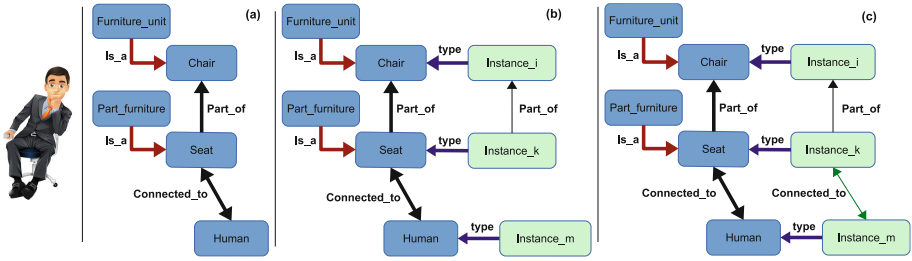 (a)
Furniture_unit
Is_a
Chair
Part_furniture
Part_of
Is_a
Seat
Connected_to
Human
(b)
Furniture_unit
Is_a
Chair
type
Instance_i
Part_furniture
Part_of
Part_of
Is_a
Seat
type
Instance_k
Connected_to
Human
type
Instance_m
(c)
Furniture_unit
Is_a
Chair
type
Instance_i
Part_furniture
Part_of
Part_of
Is_a
Seat
type
Instance_k
Connected_to
Connected_to
Human
type
Instance_m